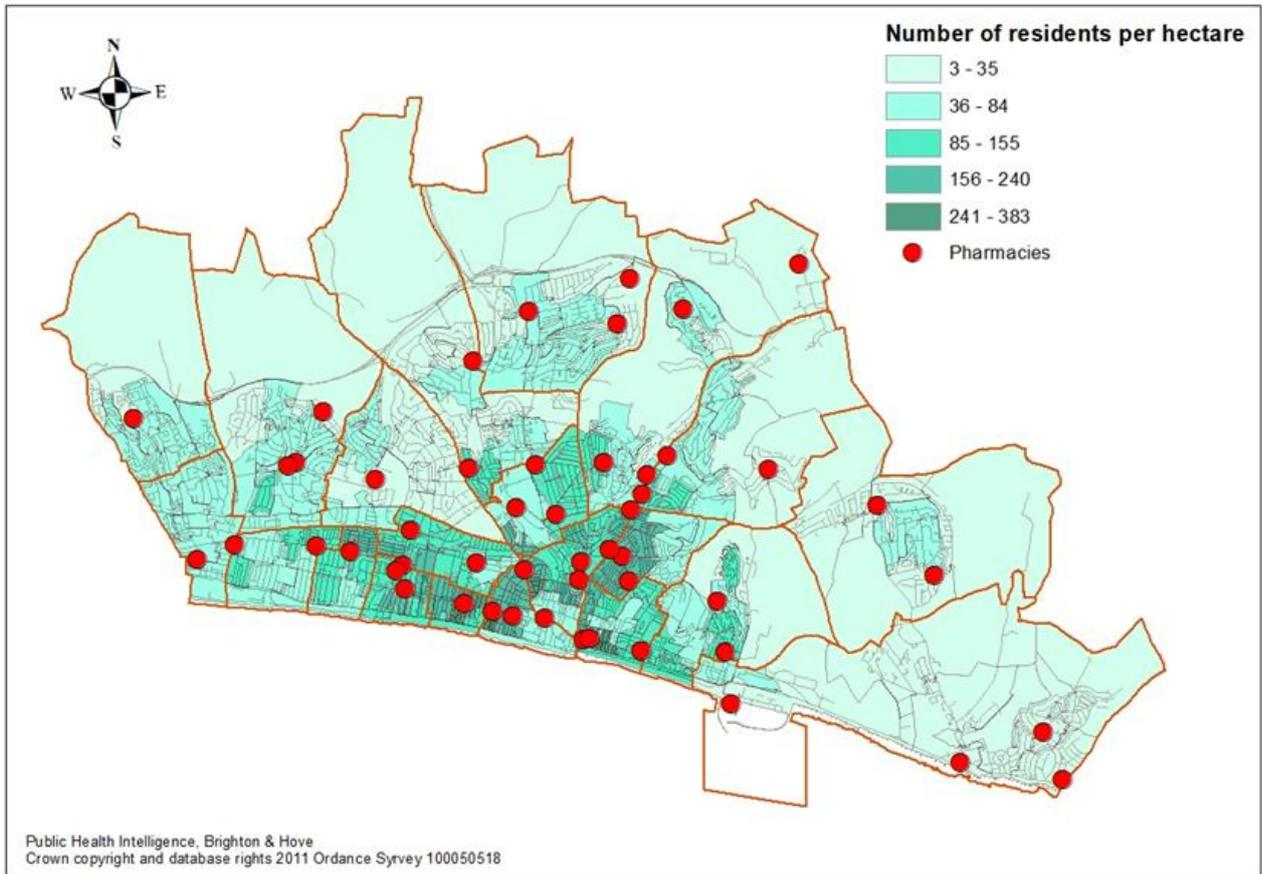 Number of residents per hectare
N
W E
S
3 - 35
36 - 84
85 - 155
156 - 240
241 - 383
Pharmacies
Public Health Intelligence, Brighton & Hove
Crown copyright and database rights 2011 Ordance Syrvey 100050518